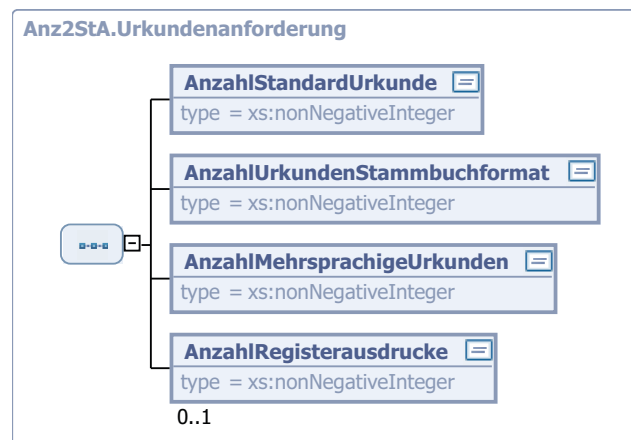 Anz2StA.Urkundenanforderung
AnzahlStandardUrkunde
type = xs:nonNegativeInteger
AnzahlUrkundenStammbuchformat
type = xs:nonNegativeInteger
AnzahlMehrsprachigeUrkunden
type = xs:nonNegativeInteger
AnzahlRegisterausdrucke
type = xs:nonNegativeInteger
0..1